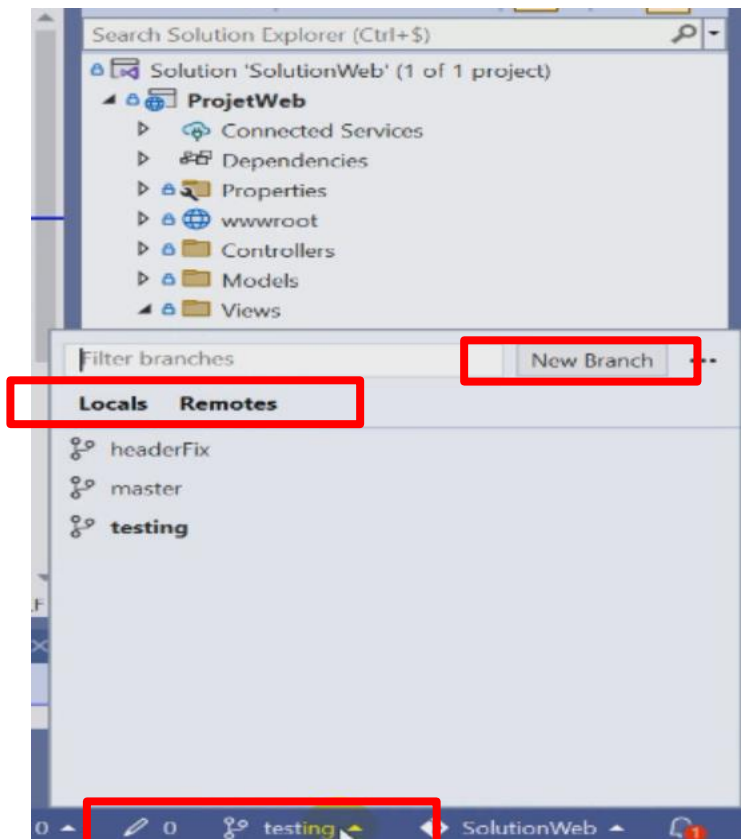 Search Solution Explorer (Ctrl+$)
Solution 'SolutionWeb' (1 of 1 project)
ProjetWeb
Connected Services
Dependencies
Properties
wwwroot
Controllers
Models
Views
Filter branches
New Branch
Locals Remotes
headerFix
master
testing
0 0 testing SolutionWeb 1